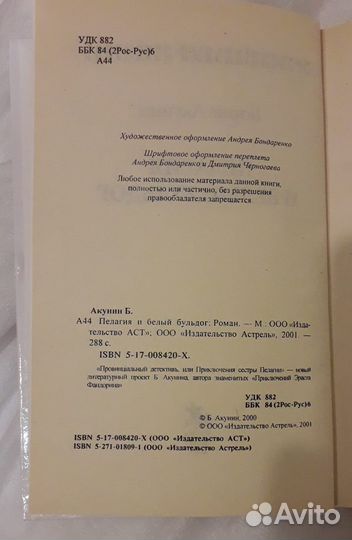 УДК 882
ББК 84 (2Рос-Рус)6
А44
Художественное оформление Андрея Бондаренко
Шрифтовое оформление переплета
Андрея Бондаренко и Дмитрия Черногаева
Любое использование материала данной книги,
полностью или частично, без разрешения
правообладателя запрещается
Акунин Б.
А44 Пелагия и белый бульдог: Роман. — М.: ООО «Изда-
тельство АСТ»; ООО «Издательство Астрель», 2001. —
288 с.
ISBN 5-17-008420-X.
«Провинциальный детективъ, или Приключения сестры Пелагии» — новый
литературный проект Б. Акунина, автора знаменитых «Приключений Эраста
Фандорина»
УДК 882
ББК 84 (2Рос-Рус)6
© Б. Акунин, 2000
© ООО «Издательство Астрель», 2001
ISBN 5-17-008420-X (ООО «Издательство АСТ»)
ISBN 5-271-01809-1 (ООО «Издательство Астрель»)
Avito